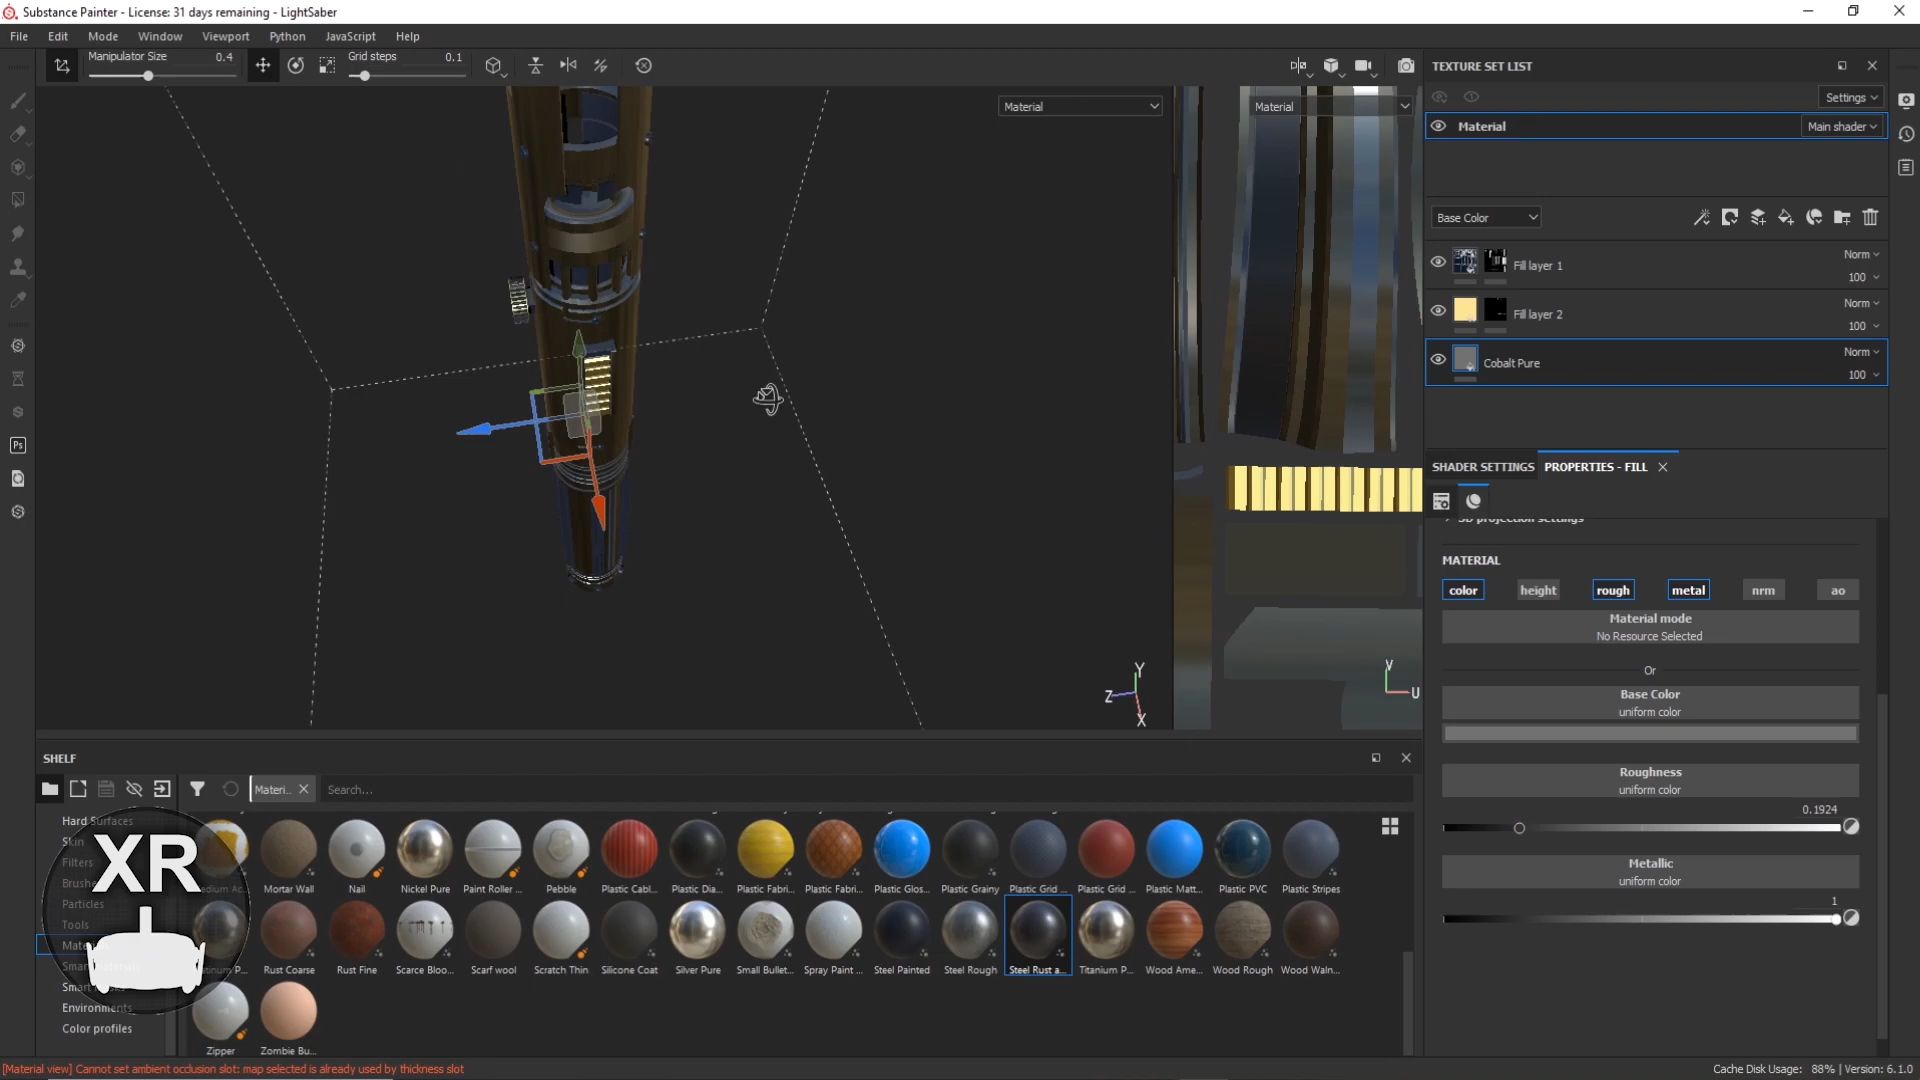 Substance Painter - License: 31 days remaining - LightSaber
File Edit Mode Window Viewport Python JavaScript Help
Manipulator Size 0.4 Grid steps 0.1
Material
Material
TEXTURE SET LIST
Settings
Material Main shader
Base Color
Fill layer 1 Norm 100
Fill layer 2 Norm 100
Cobalt Pure Norm 100
SHADER SETTINGS PROPERTIES - FILL
3D projection settings
MATERIAL
color height rough metal nrm ao
Material mode
No Resource Selected
Or
Base Color
uniform color
Roughness
uniform color
0.1924
Metallic
uniform color
1
Y
Z
X
V
U
SHELF
Materi.. Search...
Hard Surfaces
Skin
Filters
Particles
Tools
Environments
Color profiles
XR
Mortar Wall Nail Nickel Pure Paint Roller ... Pebble Plastic Cabl... Plastic Dia... Plastic Fabri... Plastic Fabri... Plastic Glos... Plastic Grainy Plastic Grid ... Plastic Grid ... Plastic Matt... Plastic PVC Plastic Stripes
Rust Coarse Rust Fine Scarce Bloo... Scarf wool Scratch Thin Silicone Coat Silver Pure Small Bullet... Spray Paint ... Steel Painted Steel Rough Steel Rust a... Titanium P... Wood Ame... Wood Rough Wood Waln...
Zipper Zombie Bu...
[Material view] Cannot set ambient occlusion slot: map selected is already used by thickness slot
Cache Disk Usage: 88% | Version: 6.1.0